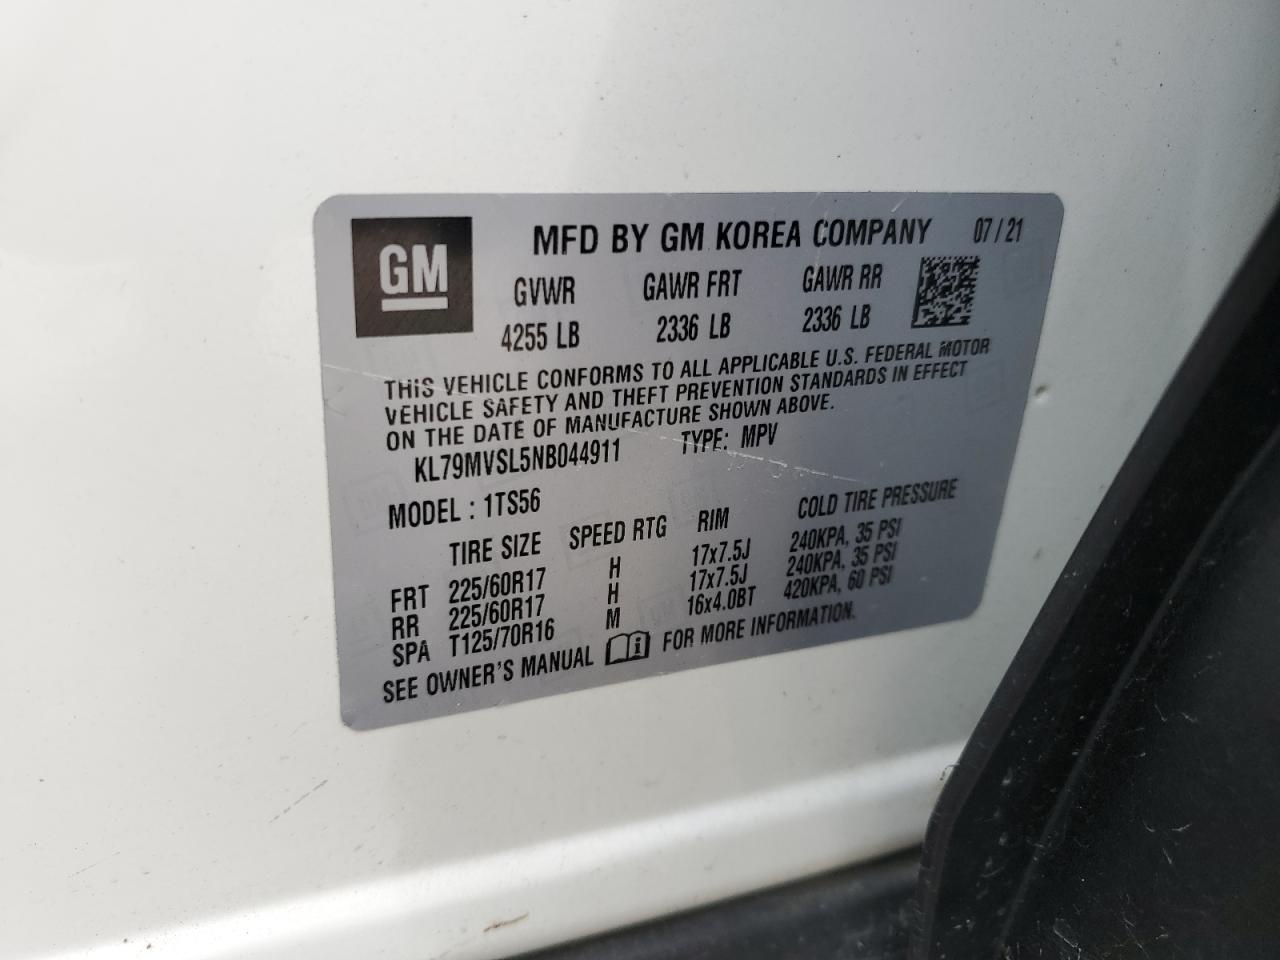 GM
MFD BY GM KOREA COMPANY 07/21
GVWR GAWR FRT GAWR RR
4255 LB 2336 LB 2336 LB
THIS VEHICLE CONFORMS TO ALL APPLICABLE U.S. FEDERAL MOTOR
VEHICLE SAFETY AND THEFT PREVENTION STANDARDS IN EFFECT
ON THE DATE OF MANUFACTURE SHOWN ABOVE.
KL79MVSL5NB044911 TYPE: MPV
MODEL : 1TS56
TIRE SIZE SPEED RTG RIM COLD TIRE PRESSURE
FRT 225/60R17 H 17x7.5J 240KPA, 35 PSI
RR 225/60R17 H 17x7.5J 240KPA, 35 PSI
SPA T125/70R16 M 16x4.0BT 420KPA, 60 PSI
SEE OWNER'S MANUAL i FOR MORE INFORMATION.